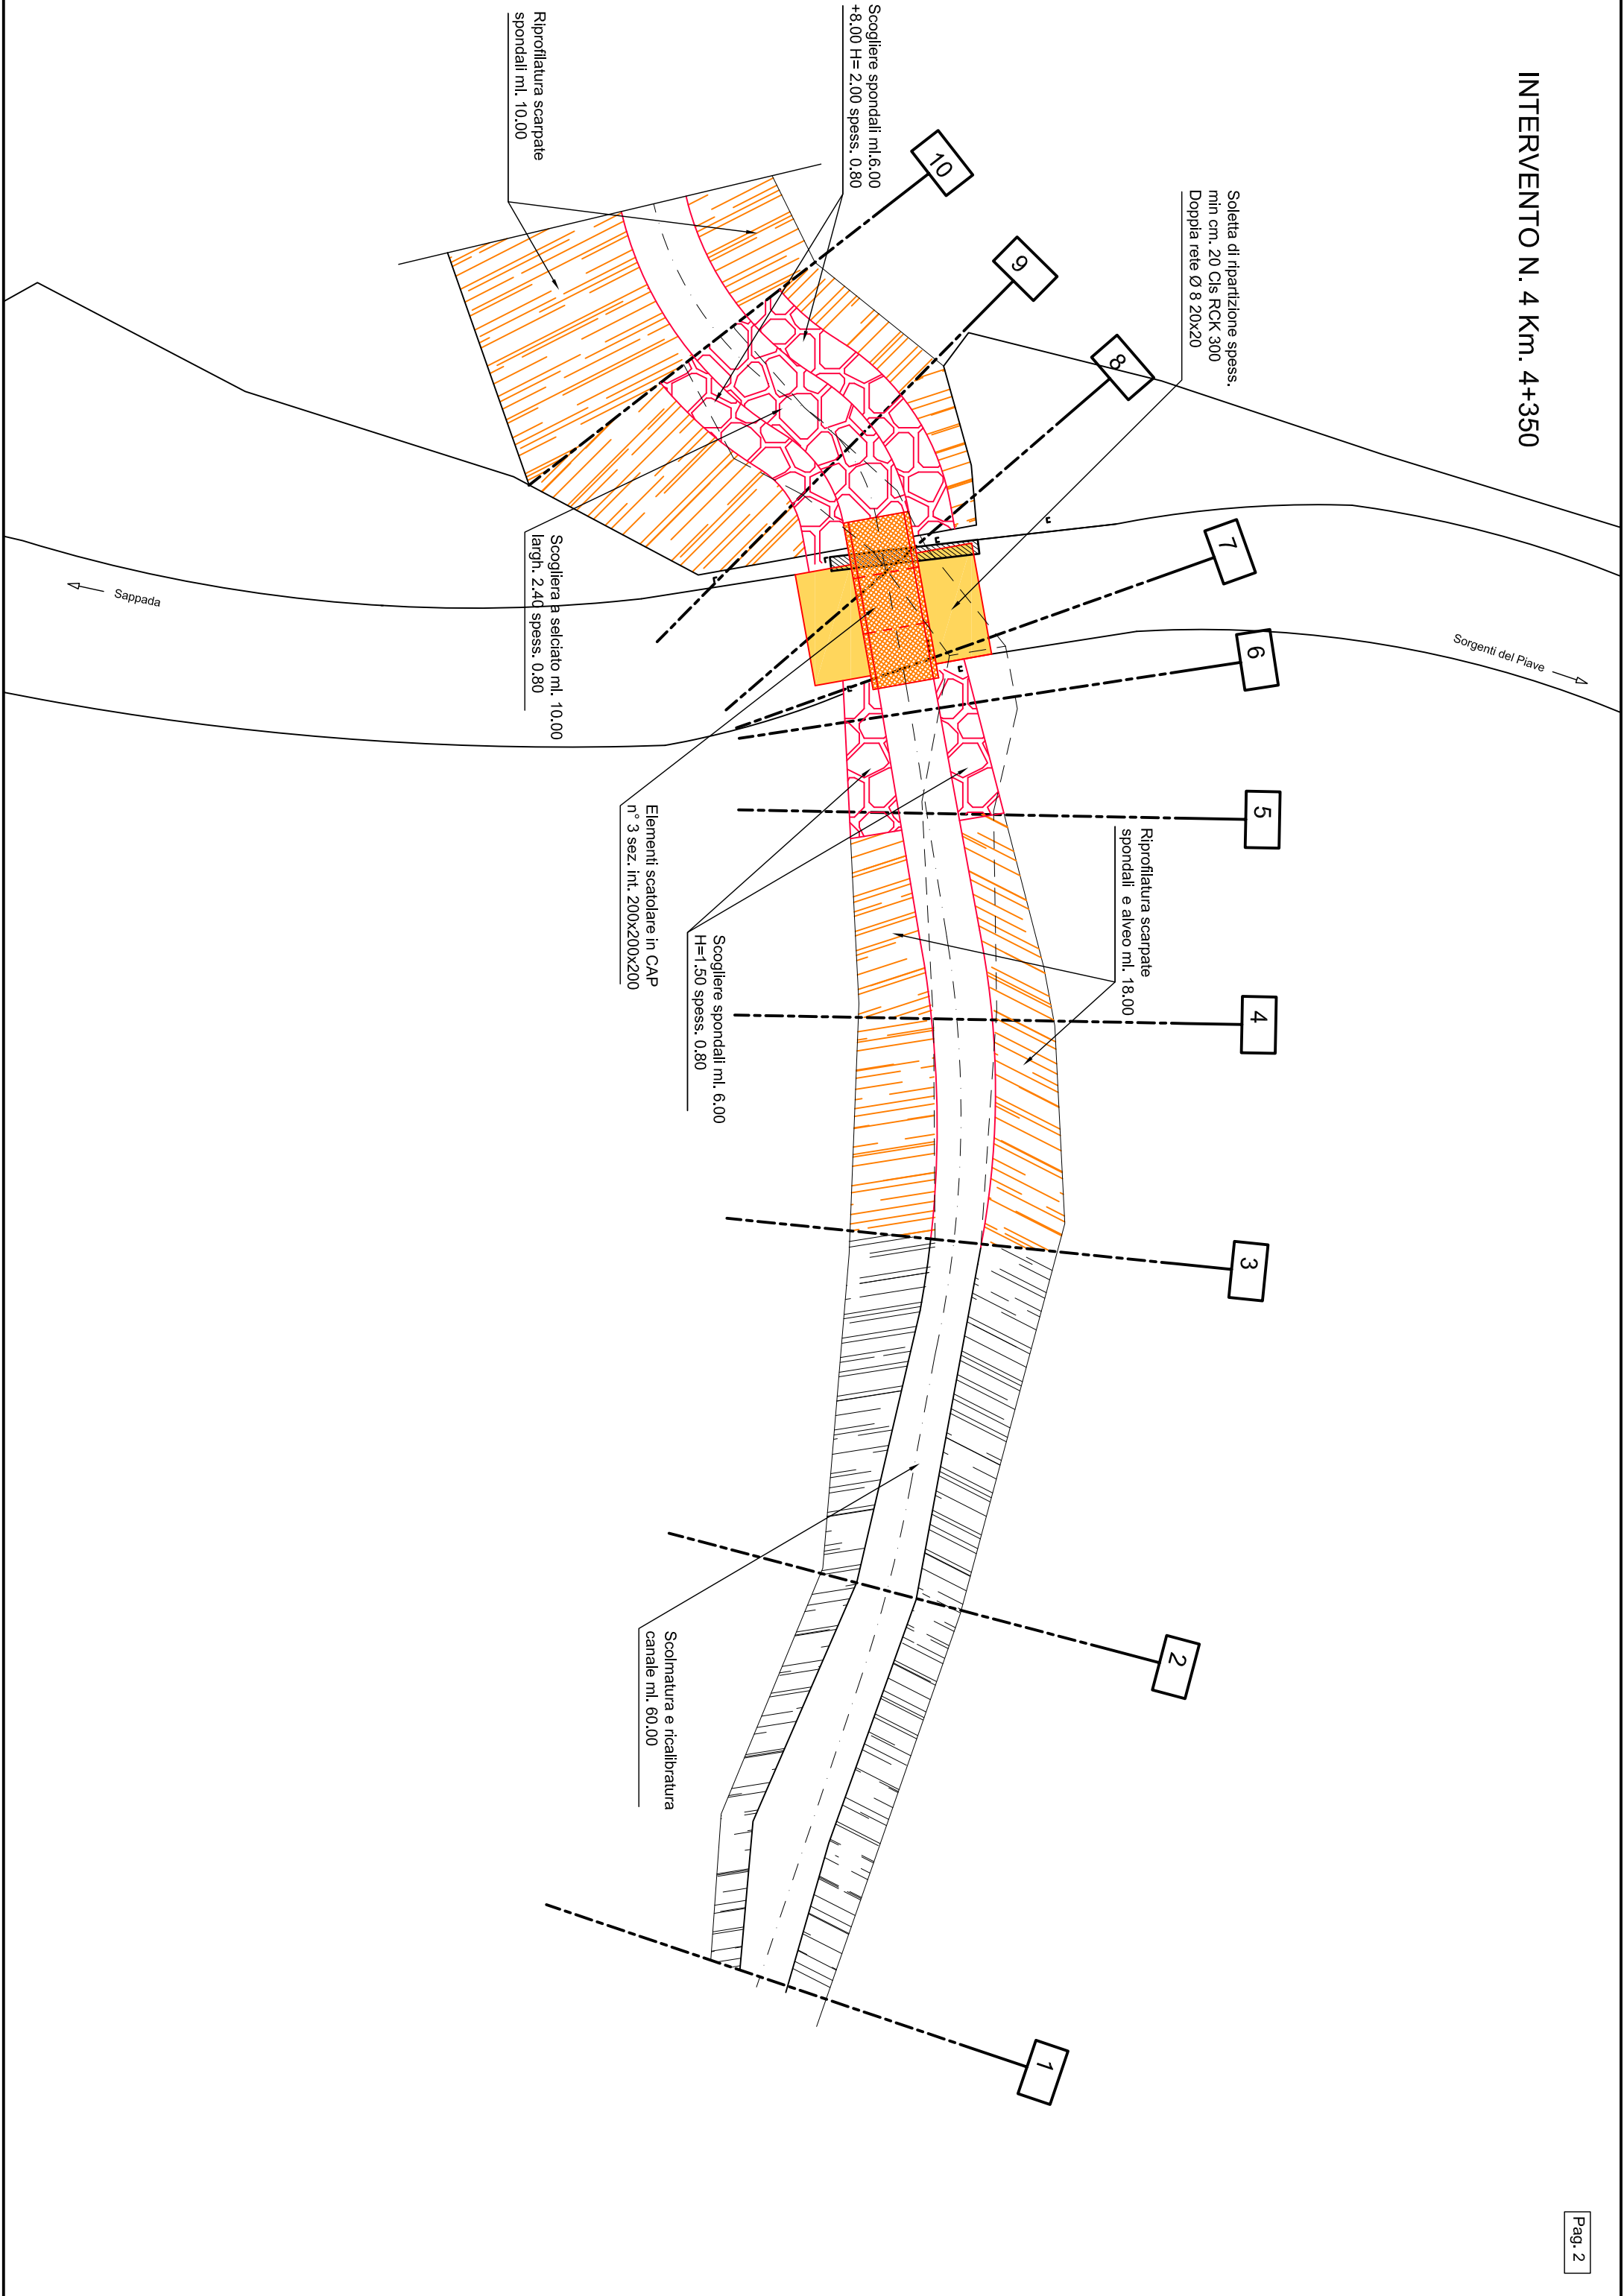 INTERVENTO N. 4 Km. 4+350
Soletta di ripartizione spess.
min cm. 20 Cls RCK 300
Doppia rete Ø 8 20x20
Scogliere spondali ml.6.00
+8.00 H= 2.00 spess. 0.80
Riprofilatura scarpate
spondali ml. 10.00
10
9
8
7
6
5
4
3
2
1
Sorgenti del Piave
Sappada
Riprofilatura scarpate
spondali e alveo ml. 18.00
Scogliera a selciato ml. 10.00
largh. 2.40 spess. 0.80
Elementi scatolare in CAP
n° 3 sez. int. 200x200x200
Scogliere spondali ml. 6.00
H=1.50 spess. 0.80
Scolmatura e ricalibratura
canale ml. 60.00
Pag. 2